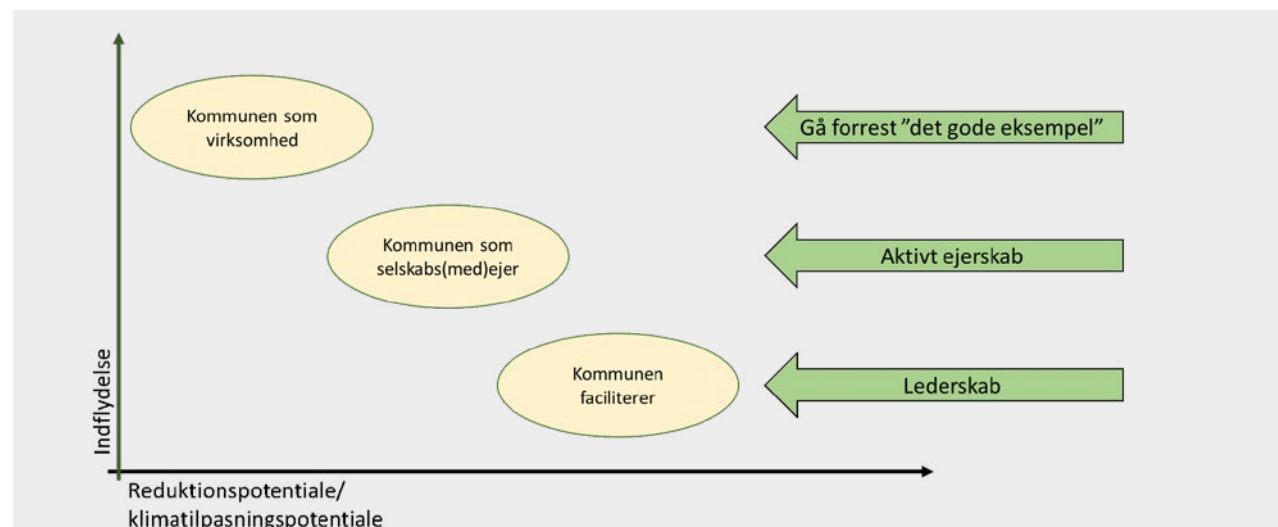 Kommunen som
virksomhed
Gå forrest ”det gode eksempel”
Kommunen som
selskabs(med)ejer
Aktivt ejerskab
Kommunen
faciliterer
Lederskab
Indflydelse
Reduktionspotentiale/
klimatilpasningspotentiale